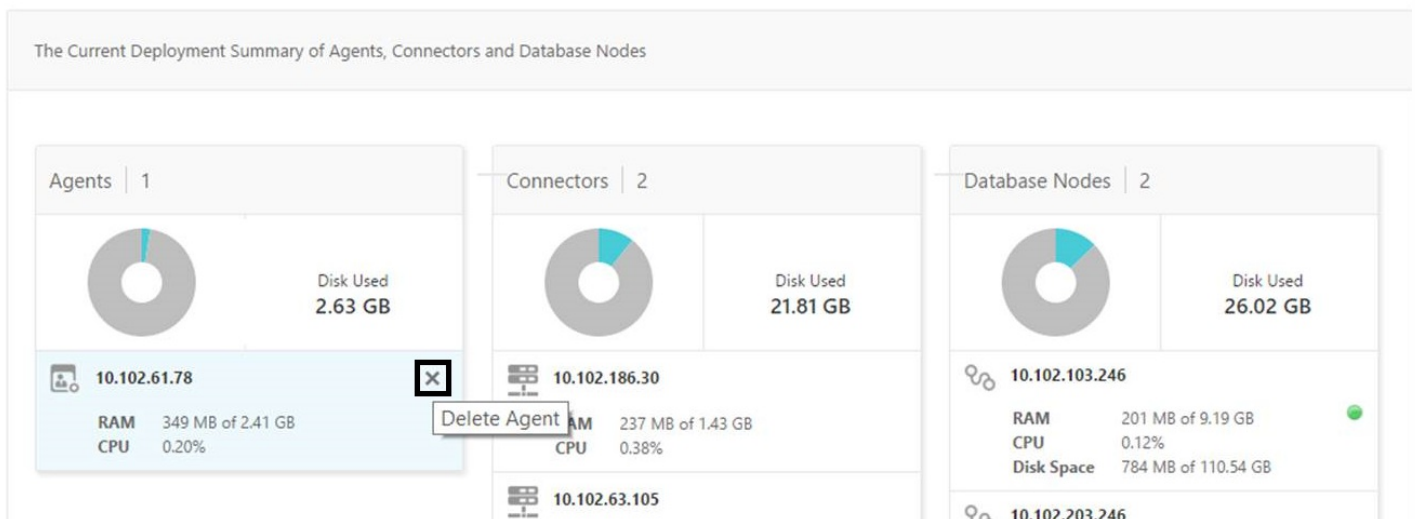 The Current Deployment Summary of Agents, Connectors and Database Nodes
Agents 1
Disk Used
2.63 GB
10.102.61.78
Delete Agent
RAM 349 MB of 2.41 GB
CPU 0.20%
Connectors 2
Disk Used
21.81 GB
10.102.186.30
AM 237 MB of 1.43 GB
CPU 0.38%
10.102.63.105
Database Nodes 2
Disk Used
26.02 GB
10.102.103.246
RAM 201 MB of 9.19 GB
CPU 0.12%
Disk Space 784 MB of 110.54 GB
10.102.203.246